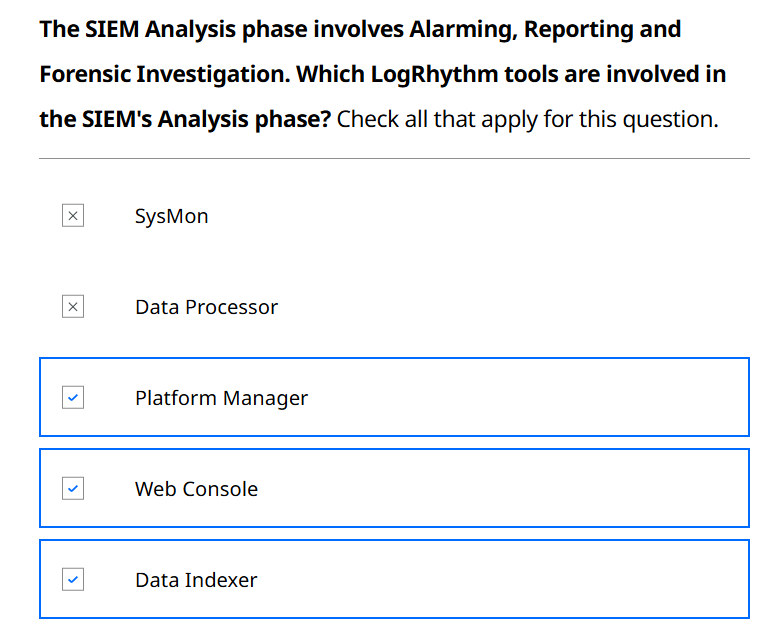 The SIEM Analysis phase involves Alarming, Reporting and
Forensic Investigation. Which LogRhythm tools are involved in
the SIEM's Analysis phase? Check all that apply for this question.
SysMon
Data Processor
Platform Manager
Web Console
Data Indexer